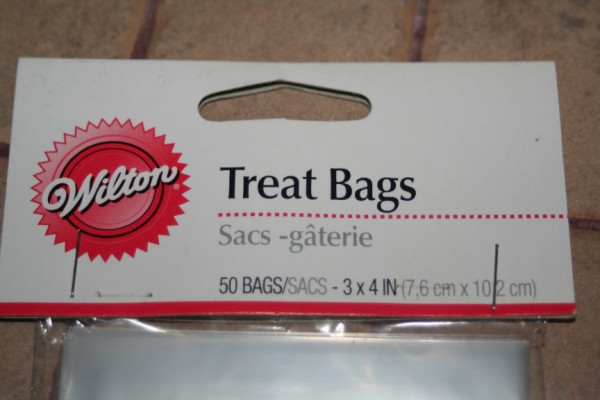 Wilton®
Treat Bags
Sacs -gâterie
50 BAGS/SACS - 3 x 4 IN (7,6 cm x 10,2 cm)